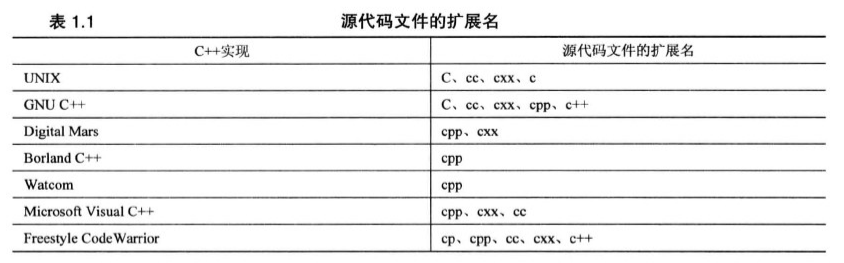 表 1.1 源代码文件的扩展名
C++实现 源代码文件的扩展名
UNIX C、cc、cxx、c
GNU C++ C、cc、cxx、cpp、c++
Digital Mars cpp、cxx
Borland C++ cpp
Watcom cpp
Microsoft Visual C++ cpp、cxx、cc
Freestyle CodeWarrior cp、cpp、cc、cxx、c++